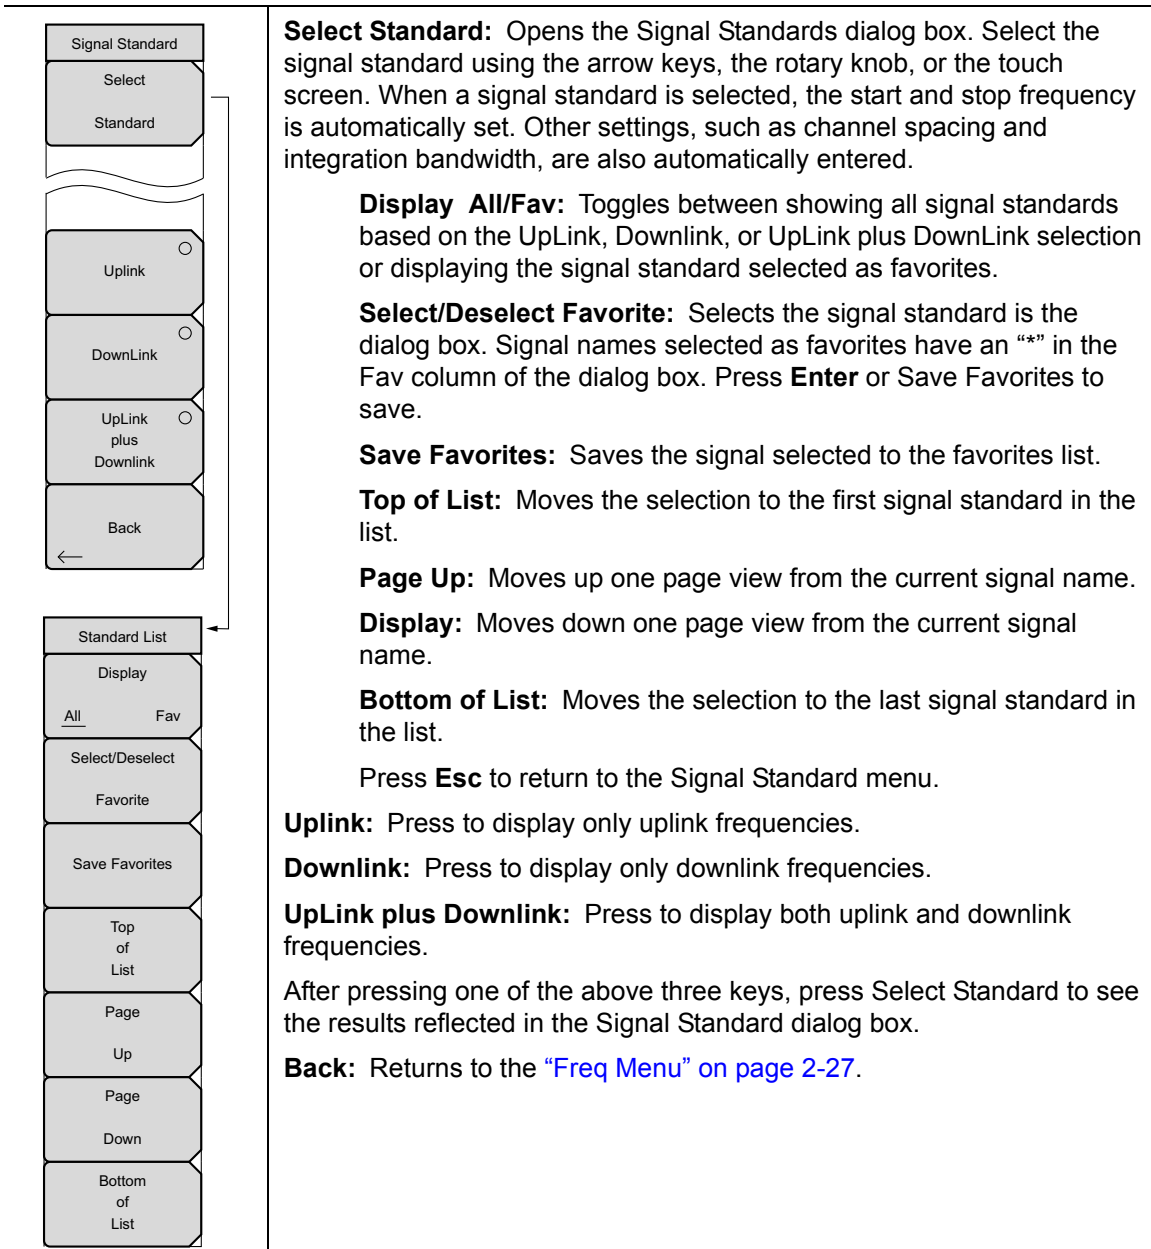 Signal Standard
Select
Standard
Uplink
DownLink
UpLink
plus
Downlink
Back
Standard List
Display
All Fav
Select/Deselect
Favorite
Save Favorites
Top
of
List
Page
Up
Page
Down
Bottom
of
List
Select Standard: Opens the Signal Standards dialog box. Select the
signal standard using the arrow keys, the rotary knob, or the touch
screen. When a signal standard is selected, the start and stop frequency
is automatically set. Other settings, such as channel spacing and
integration bandwidth, are also automatically entered.
Display All/Fav: Toggles between showing all signal standards
based on the UpLink, Downlink, or UpLink plus DownLink selection
or displaying the signal standard selected as favorites.
Select/Deselect Favorite: Selects the signal standard is the
dialog box. Signal names selected as favorites have an “*” in the
Fav column of the dialog box. Press Enter or Save Favorites to
save.
Save Favorites: Saves the signal selected to the favorites list.
Top of List: Moves the selection to the first signal standard in the
list.
Page Up: Moves up one page view from the current signal name.
Display: Moves down one page view from the current signal
name.
Bottom of List: Moves the selection to the last signal standard in
the list.
Press Esc to return to the Signal Standard menu.
Uplink: Press to display only uplink frequencies.
Downlink: Press to display only downlink frequencies.
UpLink plus Downlink: Press to display both uplink and downlink
frequencies.
After pressing one of the above three keys, press Select Standard to see
the results reflected in the Signal Standard dialog box.
Back: Returns to the “Freq Menu” on page 2-27.